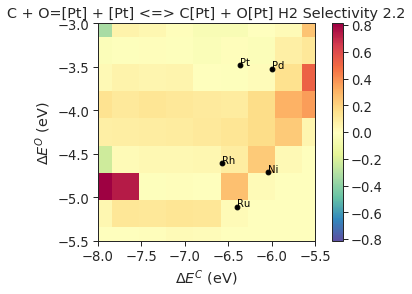 C + O=[Pt] + [Pt] <=> C[Pt] + O[Pt] H2 Selectivity 2.2
−3.0
−3.5
−4.0
−4.5
−5.0
−5.5
ΔE^O (eV)
Pt
Pd
Rh
Ni
Ru
−8.0 −7.5 −7.0 −6.5 −6.0 −5.5
ΔE^C (eV)
0.8
0.6
0.4
0.2
0.0
−0.2
−0.4
−0.6
−0.8